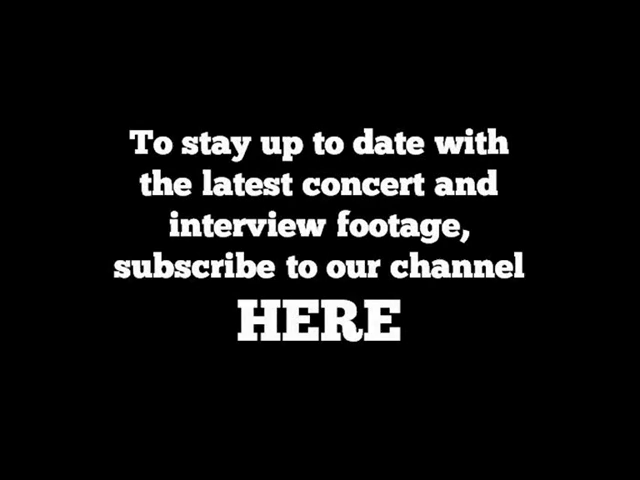 To stay up to date with
the latest concert and
interview footage,
subscribe to our channel
HERE